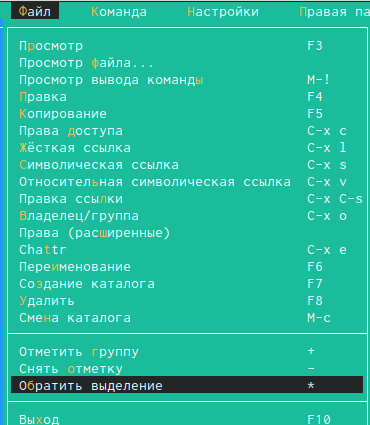 Файл Команда Настройки Правая па
Просмотр F3
Просмотр файла...
Просмотр вывода команды M-!
Правка F4
Копирование F5
Права доступа C-x c
Жёсткая ссылка C-x l
Символическая ссылка C-x s
Относительная символическая ссылка C-x v
Правка ссылки C-x C-s
Владелец/группа C-x o
Права (расширенные)
Chattr C-x e
Переименование F6
Создание каталога F7
Удалить F8
Смена каталога M-c
Отметить группу +
Снять отметку -
Обратить выделение *
Выход F10